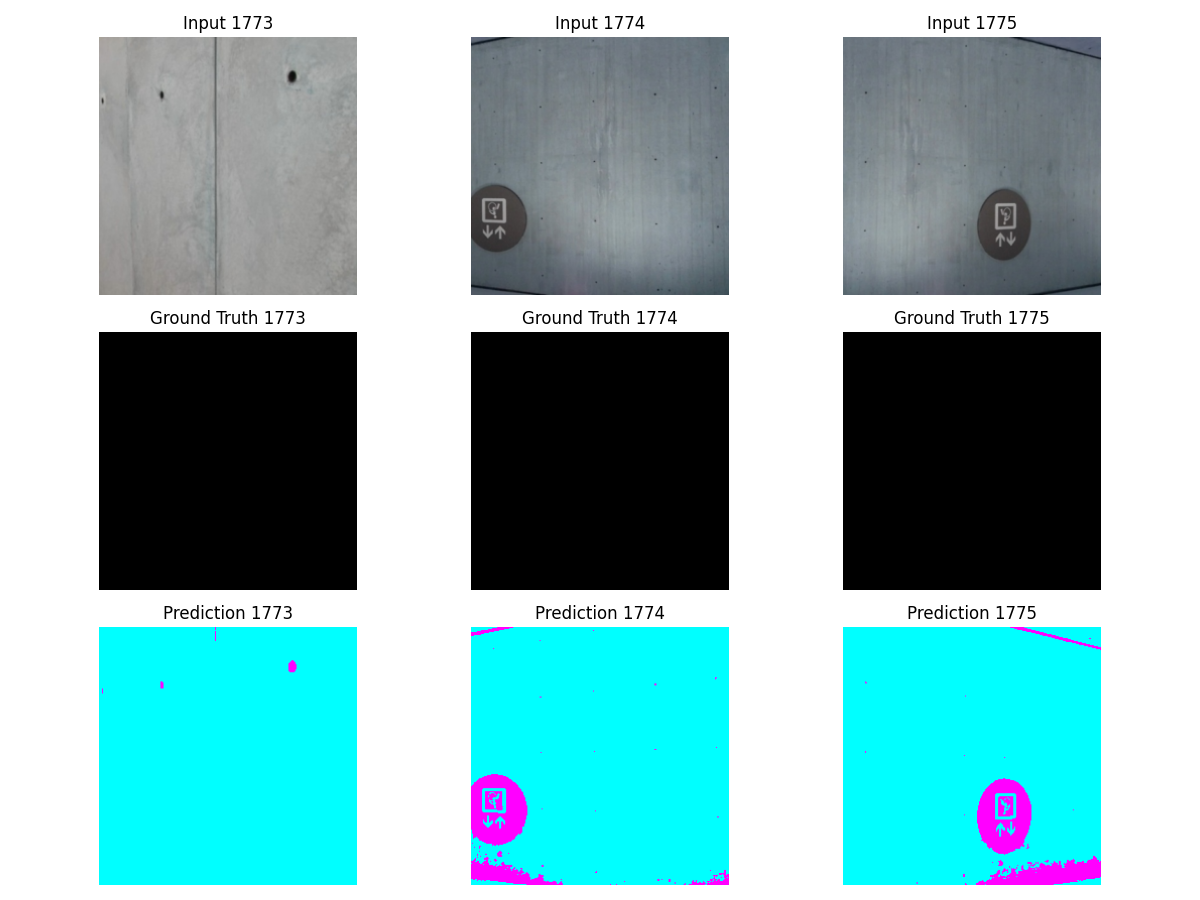 Input 1773
Input 1774
Input 1775
Ground Truth 1773
Ground Truth 1774
Ground Truth 1775
Prediction 1773
Prediction 1774
Prediction 1775